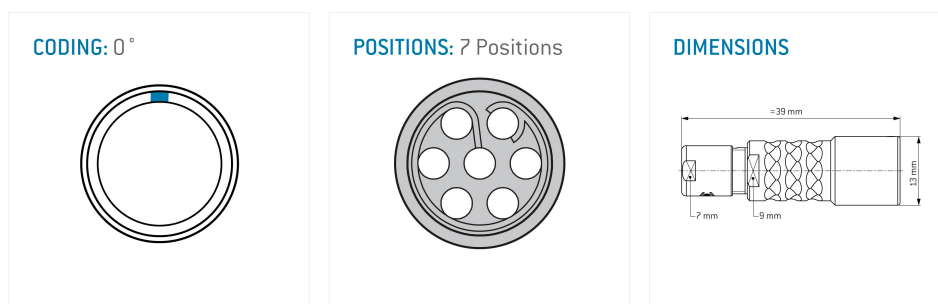 CODING: 0°
POSITIONS: 7 Positions
DIMENSIONS
≈39 mm
13 mm
7 mm
9 mm